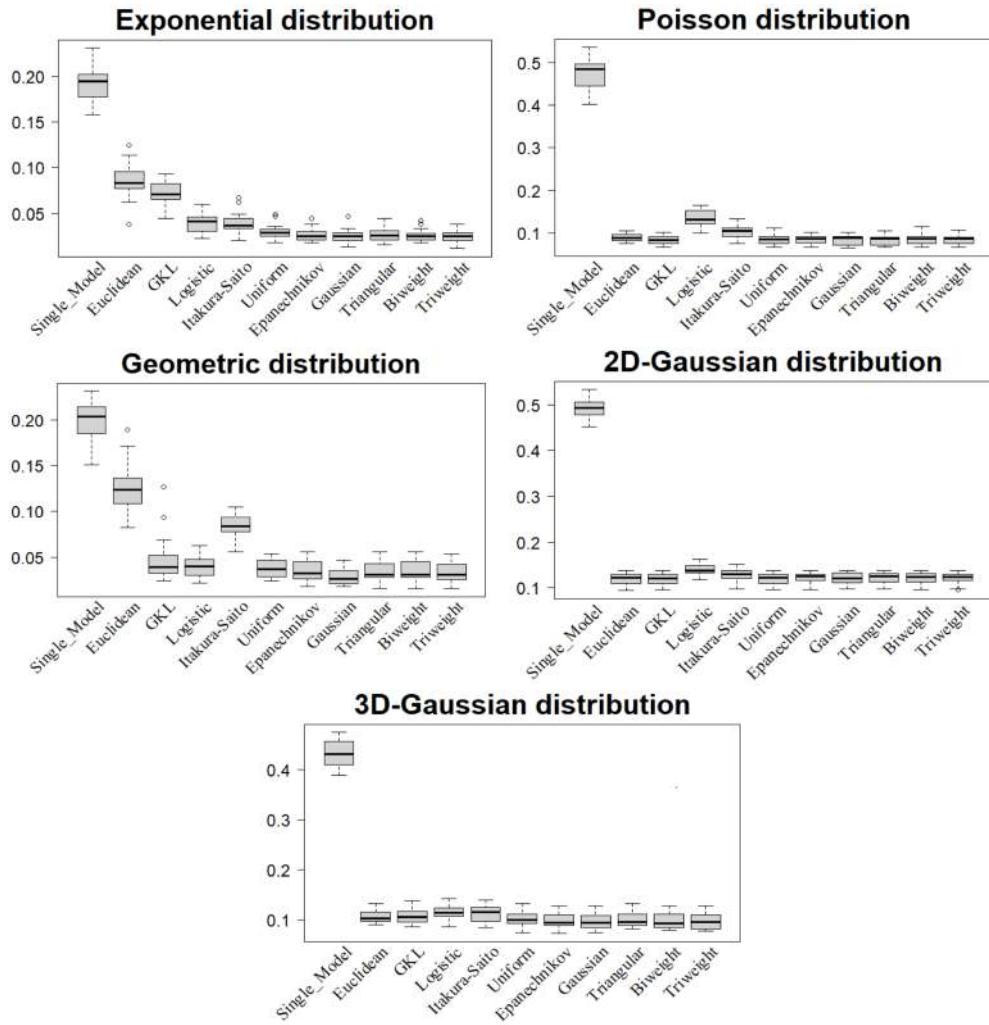 Exponential distribution
0.20
0.15
0.10
0.05
Single_Model
Euclidean
GKL
Logistic
Itakura-Saito
Uniform
Epanechnikov
Gaussian
Triangular
Biweight
Triweight
Poisson distribution
0.5
0.4
0.3
0.2
0.1
Single_Model
Euclidean
GKL
Logistic
Itakura-Saito
Uniform
Epanechnikov
Gaussian
Triangular
Biweight
Triweight
Geometric distribution
0.20
0.15
0.10
0.05
Single_Model
Euclidean
GKL
Logistic
Itakura-Saito
Uniform
Epanechnikov
Gaussian
Triangular
Biweight
Triweight
2D-Gaussian distribution
0.5
0.4
0.3
0.2
0.1
Single_Model
Euclidean
GKL
Logistic
Itakura-Saito
Uniform
Epanechnikov
Gaussian
Triangular
Biweight
Triweight
3D-Gaussian distribution
0.4
0.3
0.2
0.1
Single_Model
Euclidean
GKL
Logistic
Itakura-Saito
Uniform
Epanechnikov
Gaussian
Triangular
Biweight
Triweight